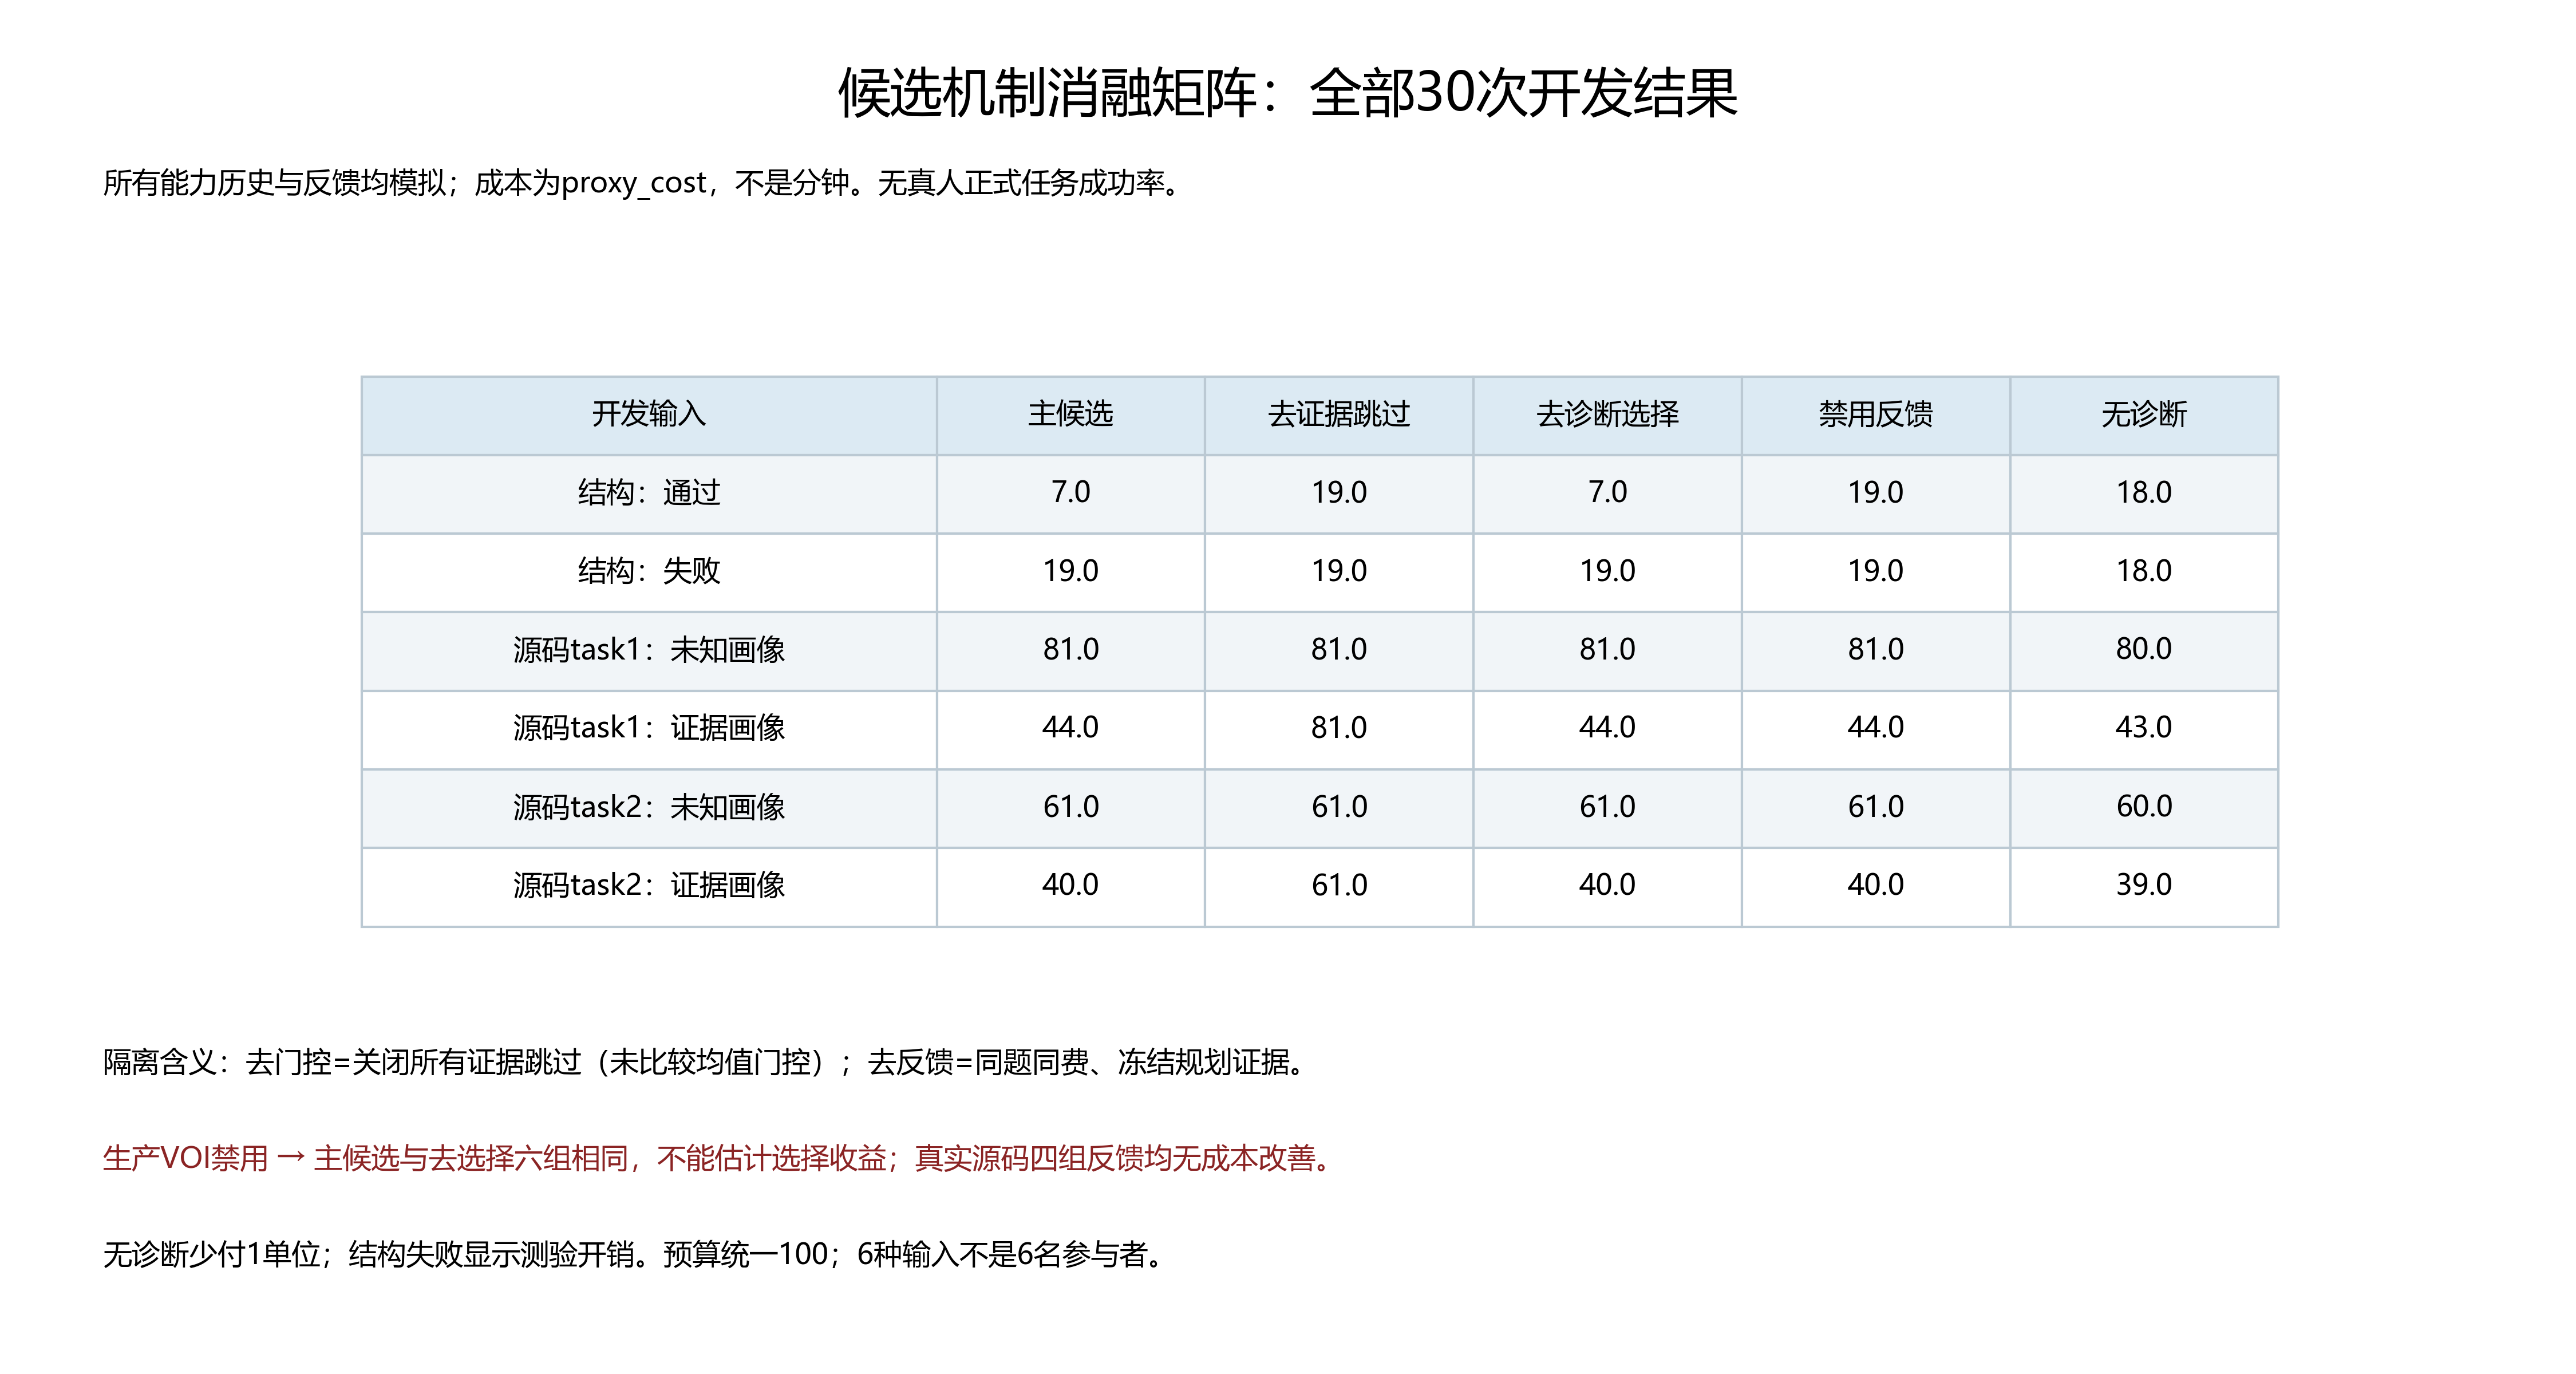 候选机制消融矩阵：全部30次开发结果
所有能力历史与反馈均模拟；成本为proxy_cost，不是分钟。无真人正式任务成功率。
开发输入 主候选 去证据跳过 去诊断选择 禁用反馈 无诊断
结构：通过 7.0 19.0 7.0 19.0 18.0
结构：失败 19.0 19.0 19.0 19.0 18.0
源码task1：未知画像 81.0 81.0 81.0 81.0 80.0
源码task1：证据画像 44.0 81.0 44.0 44.0 43.0
源码task2：未知画像 61.0 61.0 61.0 61.0 60.0
源码task2：证据画像 40.0 61.0 40.0 40.0 39.0
隔离含义：去门控=关闭所有证据跳过（未比较均值门控）；去反馈=同题同费、冻结规划证据。
生产VOI禁用 → 主候选与去选择六组相同，不能估计选择收益；真实源码四组反馈均无成本改善。
无诊断少付1单位；结构失败显示测验开销。预算统一100；6种输入不是6名参与者。